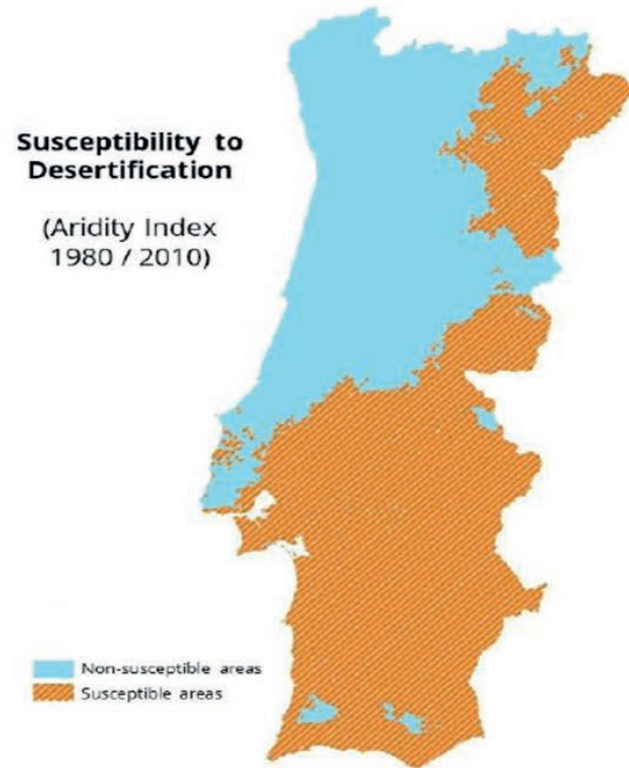 Susceptibility to
Desertification
(Aridity Index
1980 / 2010)
Non-susceptible areas
Susceptible areas